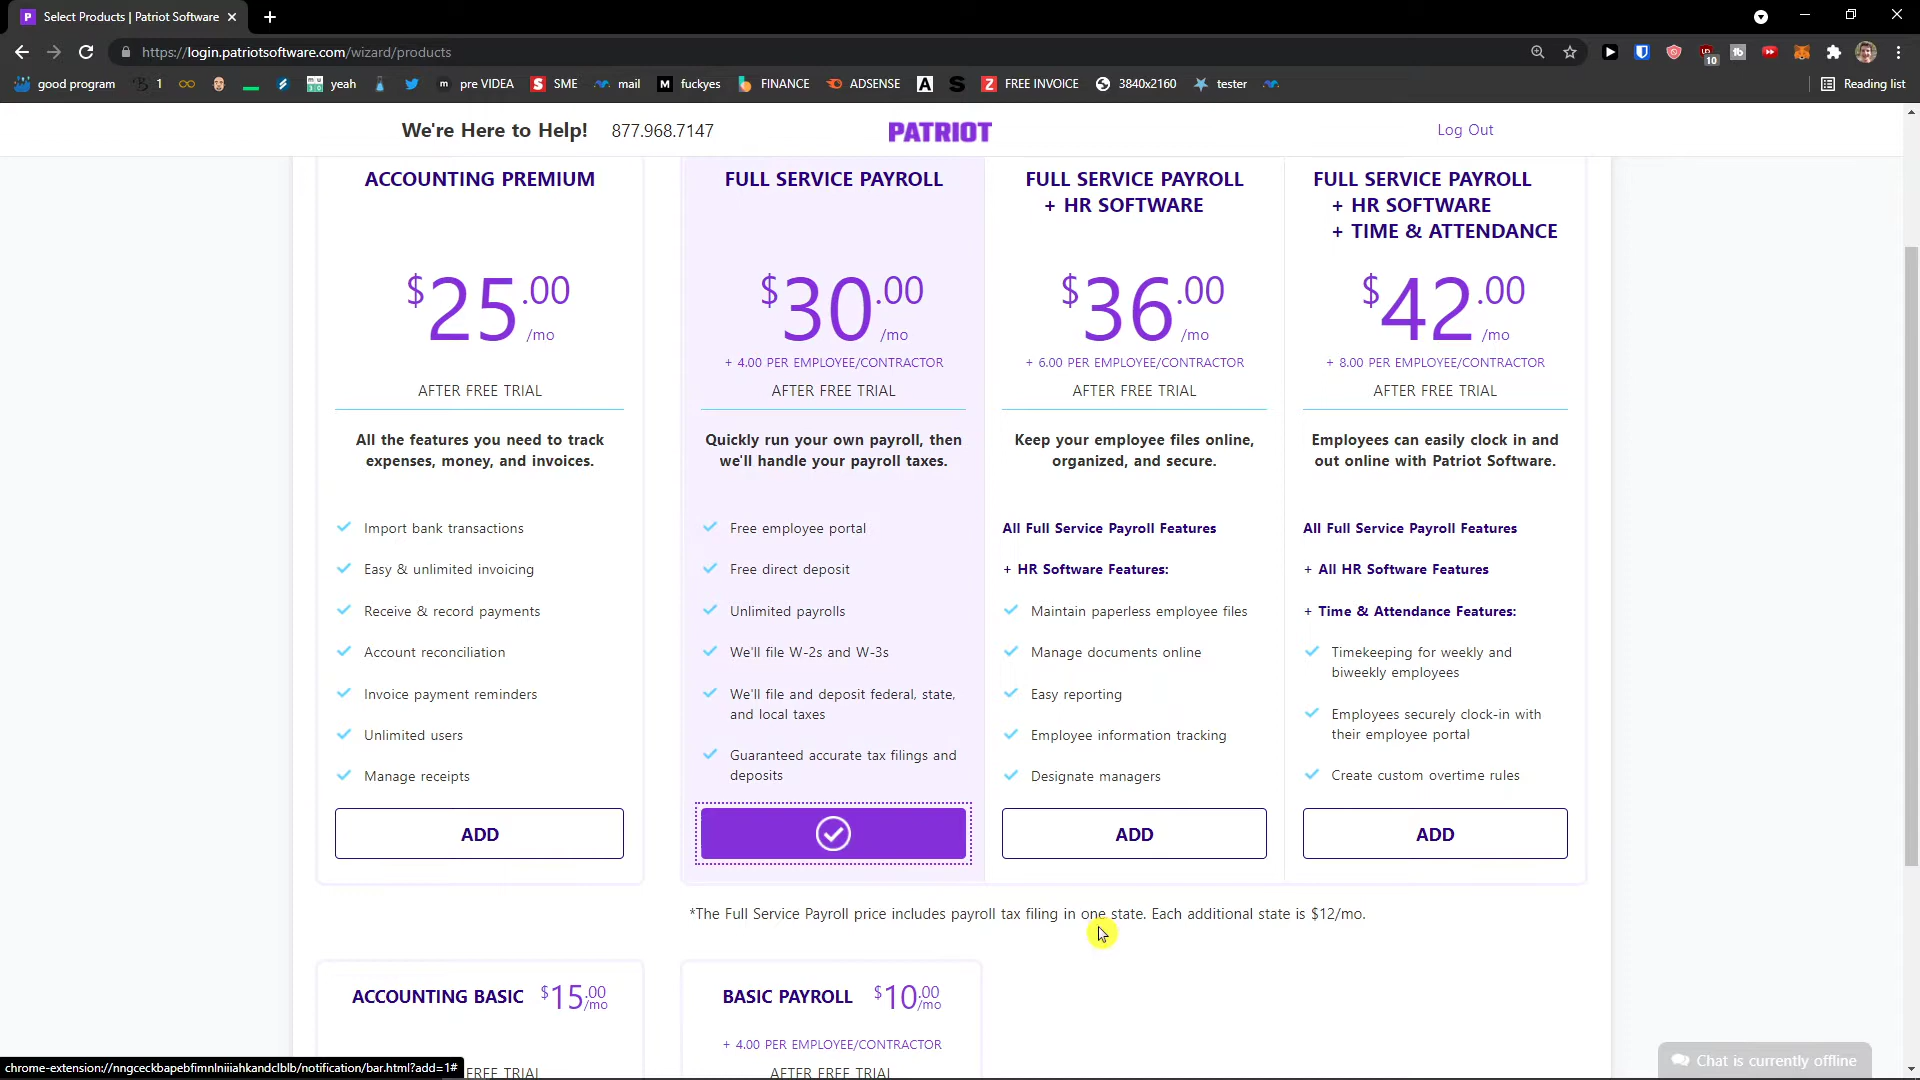 Select Products | Patriot Software
https://login.patriotsoftware.com/wizard/products
good program
1
yeah
pre VIDEA
SME
mail
fuckyes
FINANCE
ADSENSE
FREE INVOICE
3840x2160
tester
10
Reading list
We're Here to Help! 877.968.7147
PATRIOT
Log Out
ACCOUNTING PREMIUM
$25.00
/mo
AFTER FREE TRIAL
All the features you need to track
expenses, money, and invoices.
Import bank transactions
Easy & unlimited invoicing
Receive & record payments
Account reconciliation
Invoice payment reminders
Unlimited users
Manage receipts
ADD
FULL SERVICE PAYROLL
$30.00
/mo
+ 4.00 PER EMPLOYEE/CONTRACTOR
AFTER FREE TRIAL
Quickly run your own payroll, then
we'll handle your payroll taxes.
Free employee portal
Free direct deposit
Unlimited payrolls
We'll file W-2s and W-3s
We'll file and deposit federal, state,
and local taxes
Guaranteed accurate tax filings and
deposits
FULL SERVICE PAYROLL
+ HR SOFTWARE
$36.00
/mo
+ 6.00 PER EMPLOYEE/CONTRACTOR
AFTER FREE TRIAL
Keep your employee files online,
organized, and secure.
All Full Service Payroll Features
+ HR Software Features:
Maintain paperless employee files
Manage documents online
Easy reporting
Employee information tracking
Designate managers
ADD
FULL SERVICE PAYROLL
+ HR SOFTWARE
+ TIME & ATTENDANCE
$42.00
/mo
+ 8.00 PER EMPLOYEE/CONTRACTOR
AFTER FREE TRIAL
Employees can easily clock in and
out online with Patriot Software.
All Full Service Payroll Features
+ All HR Software Features
+ Time & Attendance Features:
Timekeeping for weekly and
biweekly employees
Employees securely clock-in with
their employee portal
Create custom overtime rules
ADD
*The Full Service Payroll price includes payroll tax filing in one state. Each additional state is $12/mo.
ACCOUNTING BASIC $15.00 /mo
FREE TRIAL
BASIC PAYROLL $10.00 /mo
+ 4.00 PER EMPLOYEE/CONTRACTOR
AFTER FREE TRIAL
Chat is currently offline
chrome-extension://nngceckbapebfimnlniiiahkandclblb/notification/bar.html?add=1#